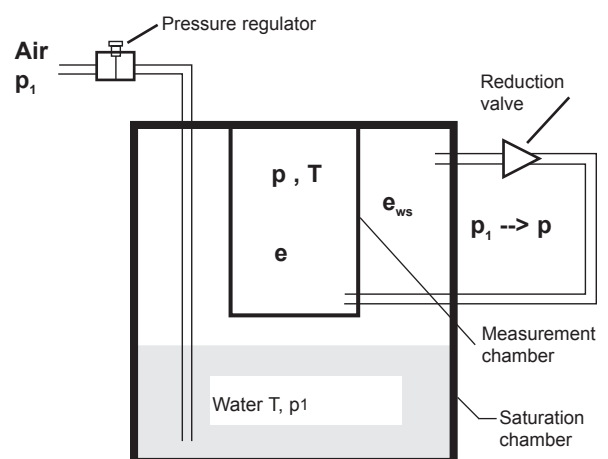 Pressure regulator
Air
p₁
Reduction
valve
p , T
ews
p₁ --> p
e
Measurement
chamber
Water T, p1
Saturation
chamber